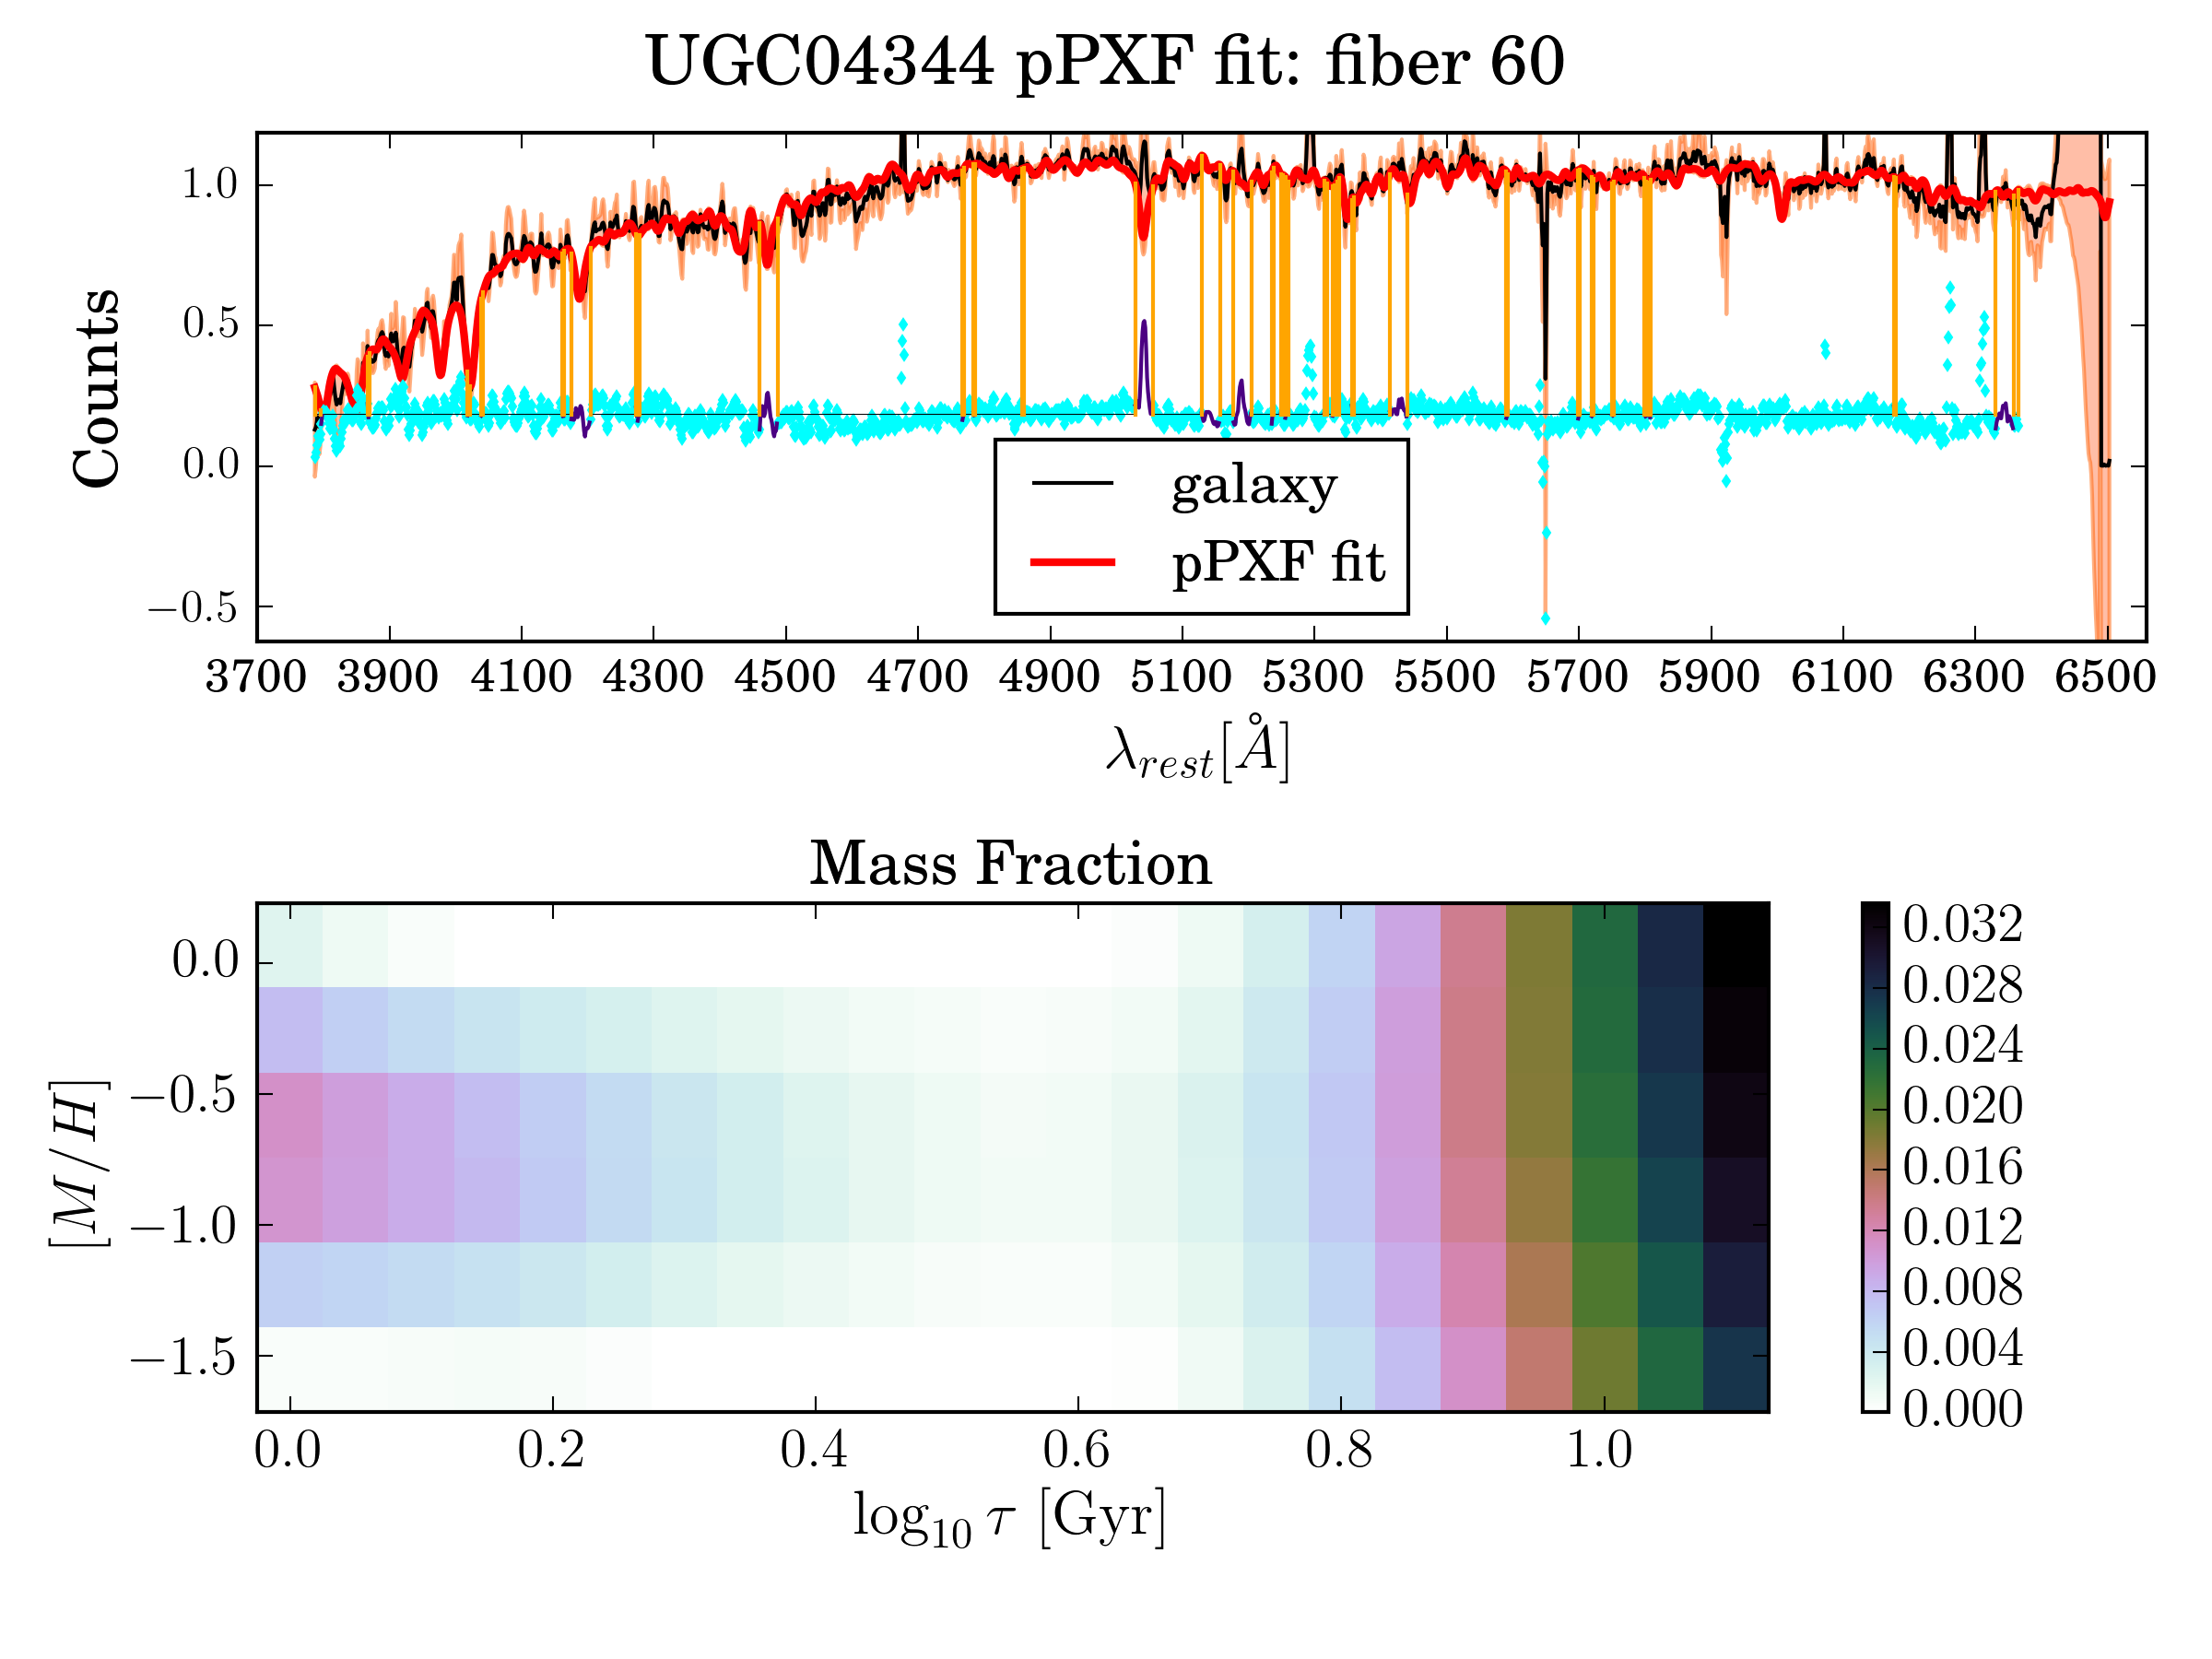 UGC04344 pPXF fit: fiber 60
Counts
1.0
0.5
0.0
−0.5
galaxy
pPXF fit
3700 3900 4100 4300 4500 4700 4900 5100 5300 5500 5700 5900 6100 6300 6500
λrest[Å]
Mass Fraction
[M/H]
0.0
−0.5
−1.0
−1.5
0.0 0.2 0.4 0.6 0.8 1.0
log10 τ [Gyr]
0.032
0.028
0.024
0.020
0.016
0.012
0.008
0.004
0.000